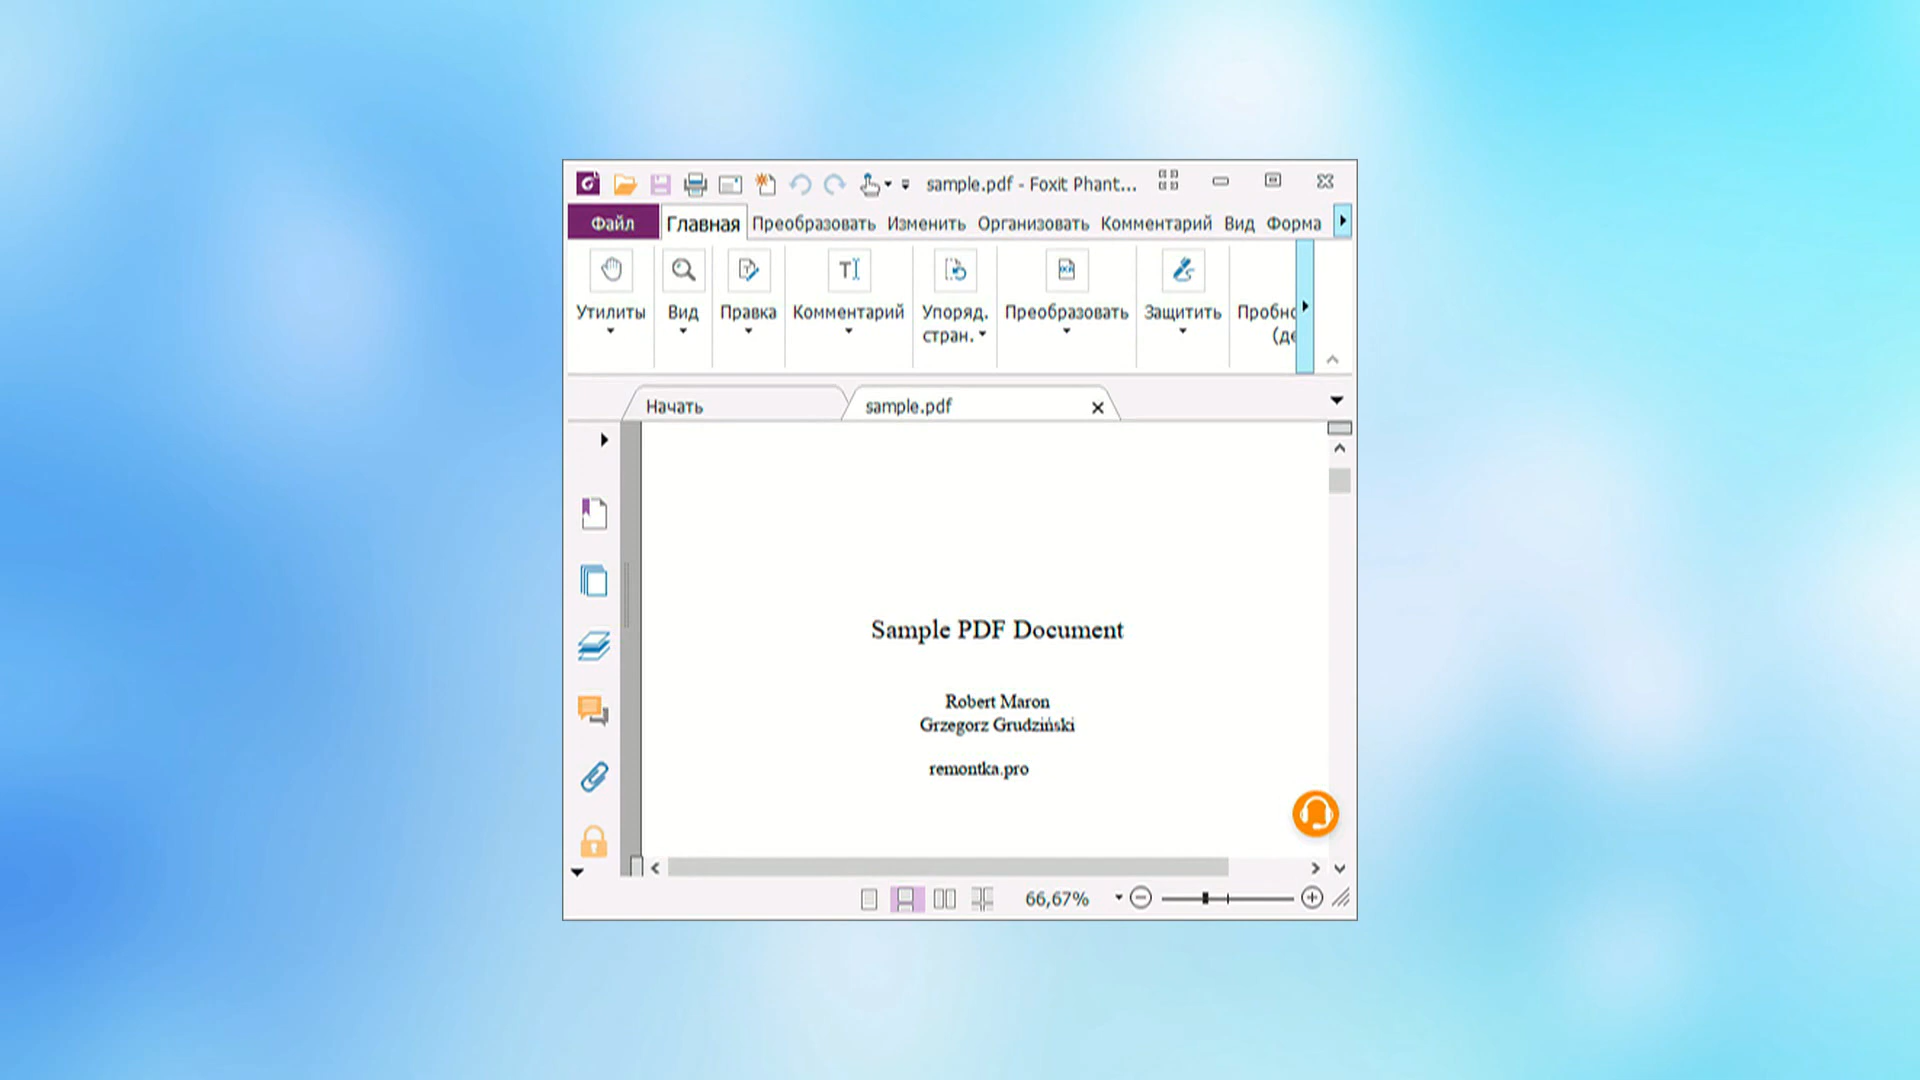 sample.pdf - Foxit Phant...
Файл Главная Преобразовать Изменить Организовать Комментарий Вид Форма
Утилиты Вид Правка Комментарий Упоряд. стран. Преобразовать Защитить
Начать sample.pdf
Sample PDF Document
Robert Maron
Grzegorz Grudziński
remontka.pro
66,67%